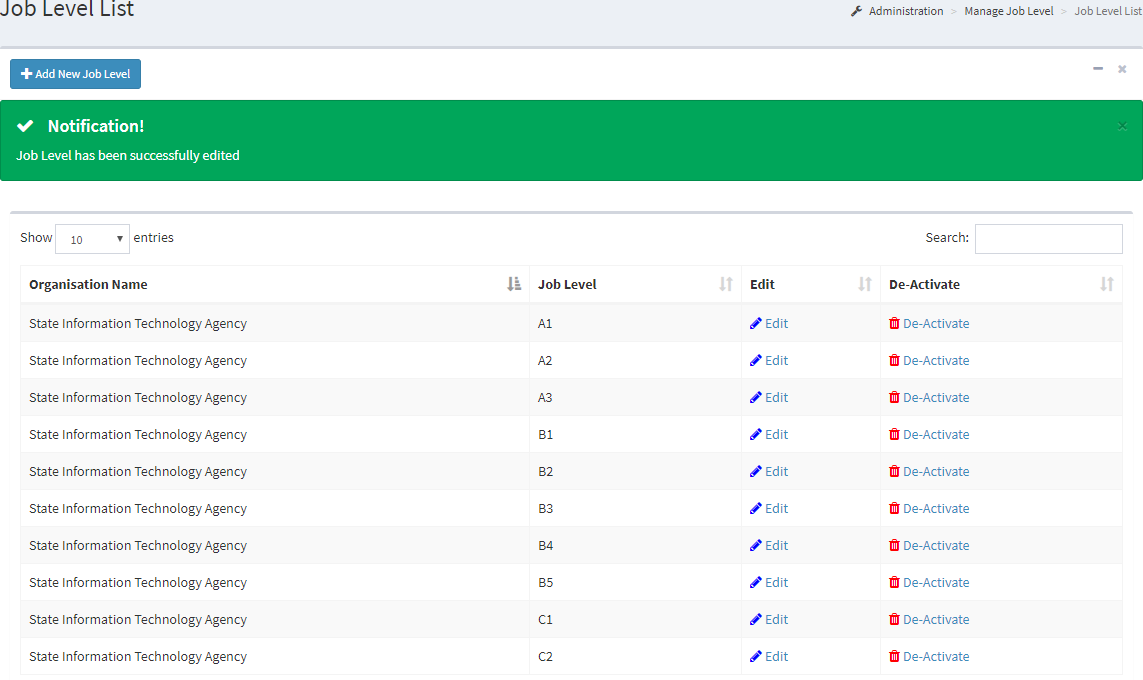 Job Level List
Administration > Manage Job Level > Job Level List
Add New Job Level
Notification!
Job Level has been successfully edited
Show 10 entries Search:
Organisation Name Job Level Edit De-Activate
State Information Technology Agency A1 Edit De-Activate
State Information Technology Agency A2 Edit De-Activate
State Information Technology Agency A3 Edit De-Activate
State Information Technology Agency B1 Edit De-Activate
State Information Technology Agency B2 Edit De-Activate
State Information Technology Agency B3 Edit De-Activate
State Information Technology Agency B4 Edit De-Activate
State Information Technology Agency B5 Edit De-Activate
State Information Technology Agency C1 Edit De-Activate
State Information Technology Agency C2 Edit De-Activate